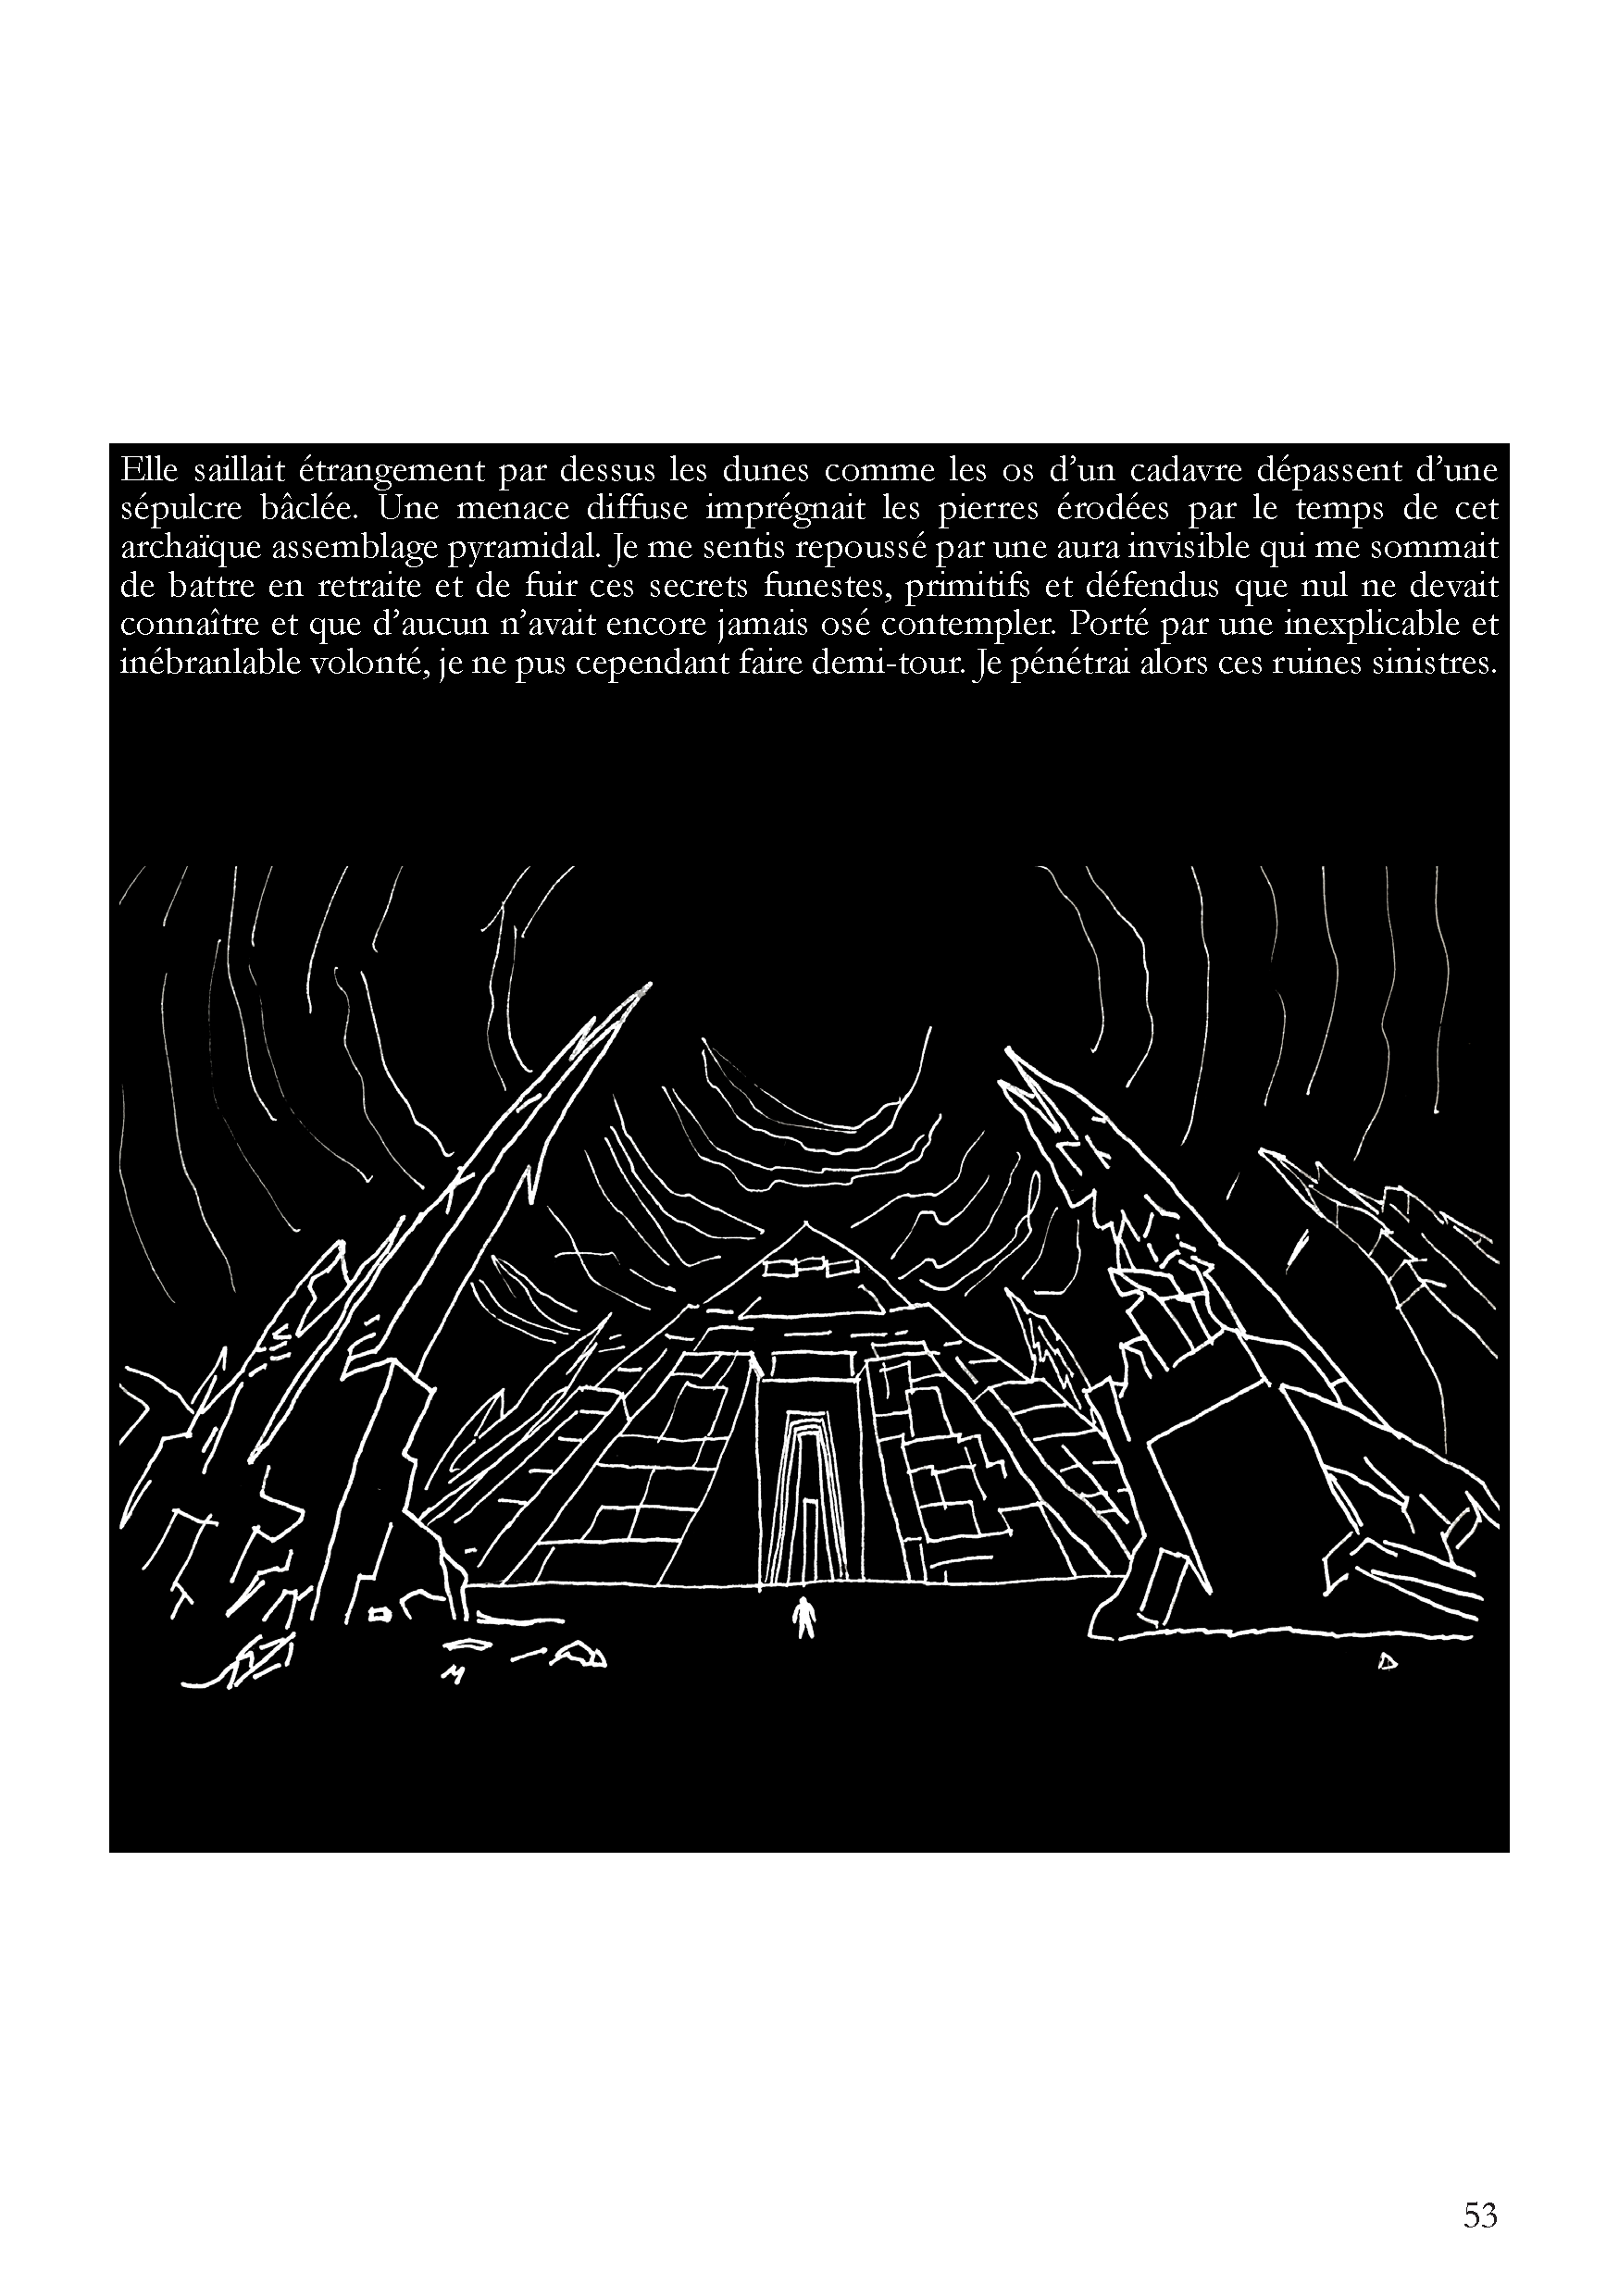 Elle saillait étrangement par dessus les dunes comme les os d’un cadavre dépassent d’une
sépulcre bâclée. Une menace diffuse imprégnait les pierres érodées par le temps de cet
archaïque assemblage pyramidal. Je me sentis repoussé par une aura invisible qui me sommait
de battre en retraite et de fuir ces secrets funestes, primitifs et défendus que nul ne devait
connaître et que d’aucun n’avait encore jamais osé contempler. Porté par une inexplicable et
inébranlable volonté, je ne pus cependant faire demi-tour. Je pénétrai alors ces ruines sinistres.
53